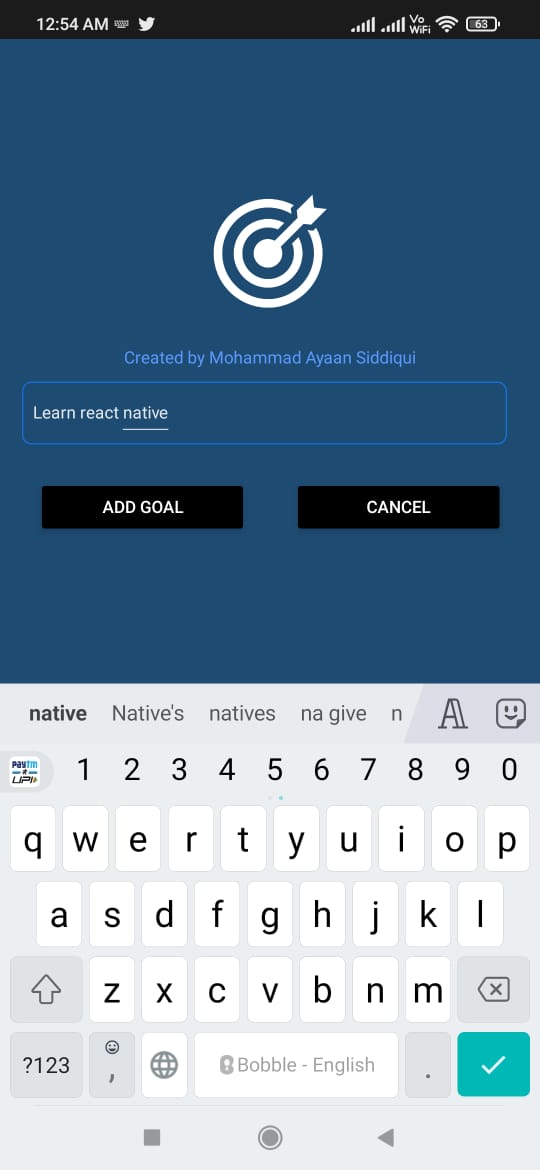 12:54 AM Vo WiFi 63
Created by Mohammad Ayaan Siddiqui
Learn react native
ADD GOAL CANCEL
native Native's natives na give n
Paytm UPI 1 2 3 4 5 6 7 8 9 0
q w e r t y u i o p
a s d f g h j k l
z x c v b n m
?123 , Bobble - English .